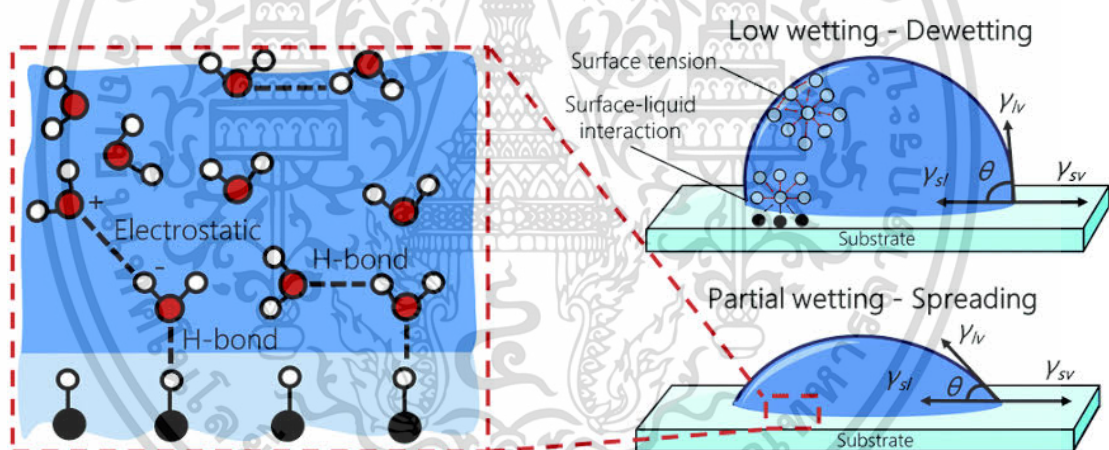 Low wetting - Dewetting
Surface tension
Surface-liquid
interaction
γlv
γsl
θ
γsv
Substrate
+
Electrostatic
-
H-bond
H-bond
Partial wetting - Spreading
γlv
γsl
θ
γsv
Substrate